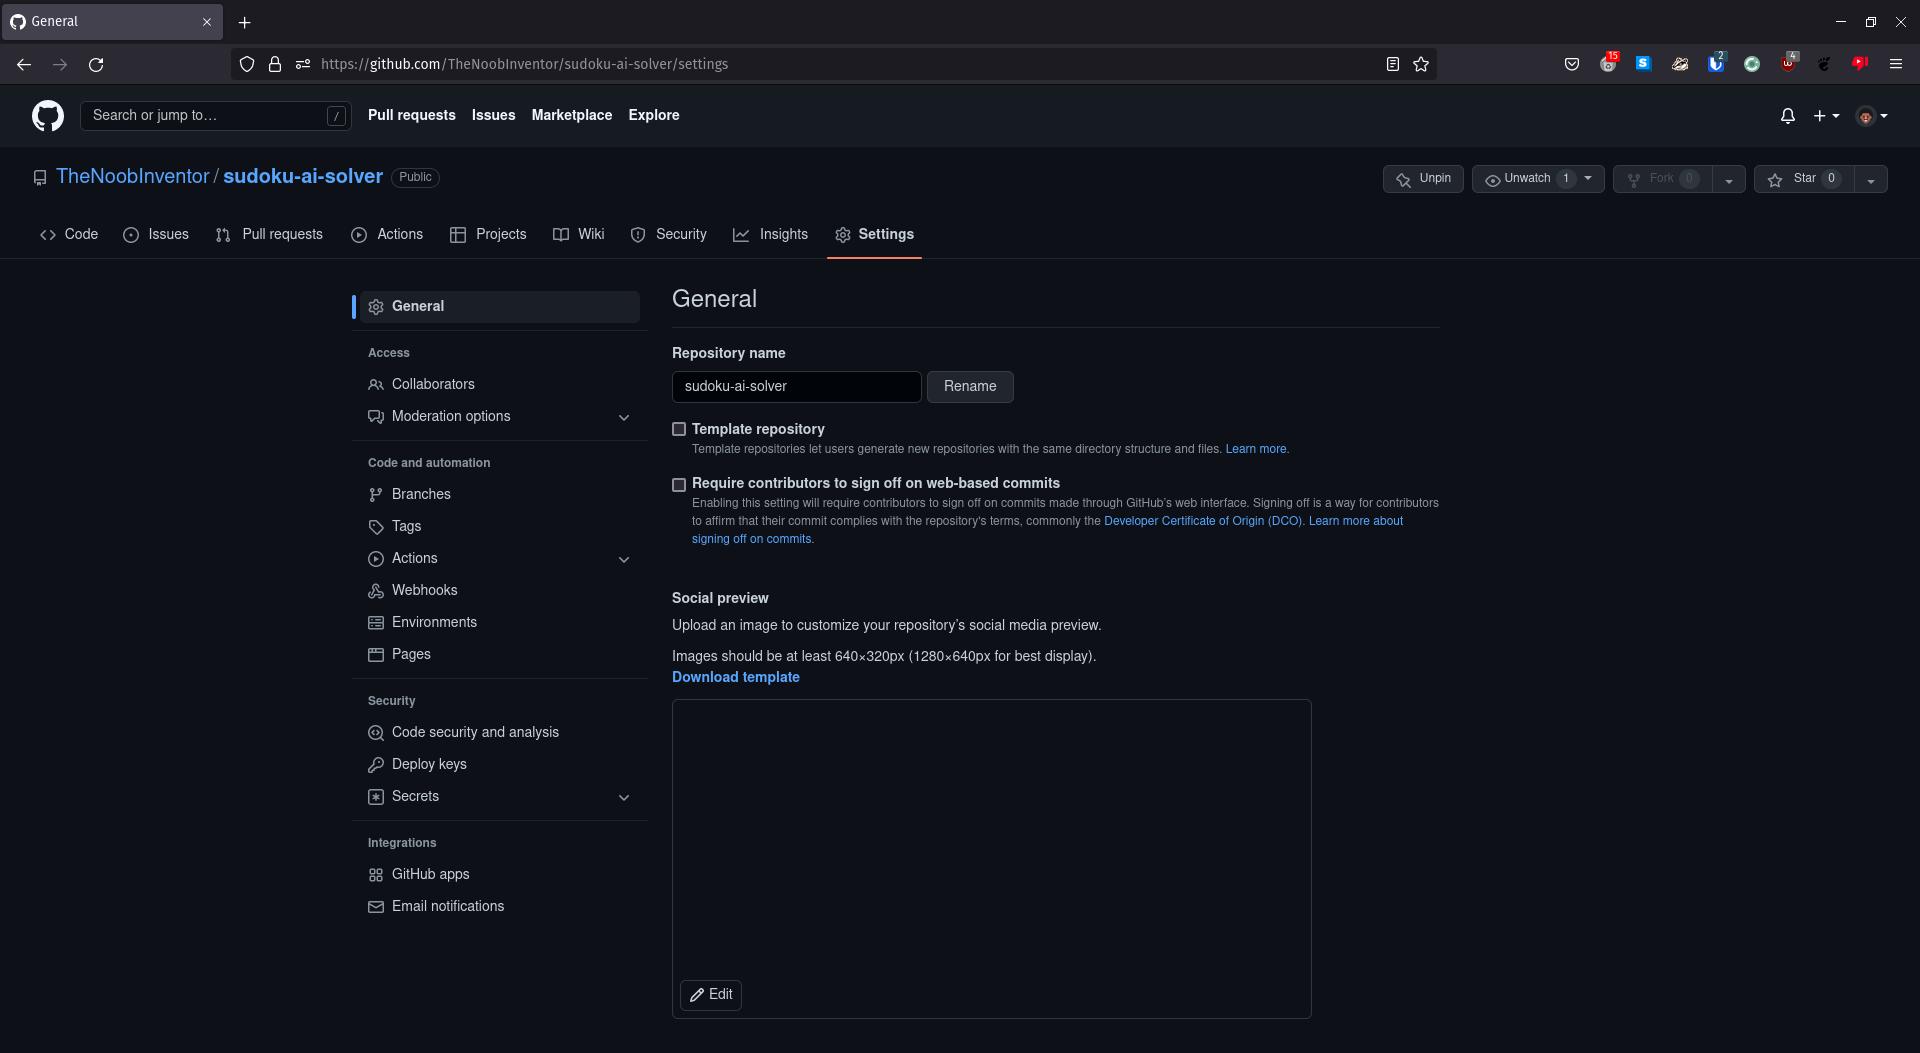 General
https://github.com/TheNoobInventor/sudoku-ai-solver/settings
15
S
2
4
Search or jump to…
/
Pull requests
Issues
Marketplace
Explore
TheNoobInventor / sudoku-ai-solver
Public
Unpin
Unwatch 1
Fork 0
Star 0
Code
Issues
Pull requests
Actions
Projects
Wiki
Security
Insights
Settings
General
Access
Collaborators
Moderation options
Code and automation
Branches
Tags
Actions
Webhooks
Environments
Pages
Security
Code security and analysis
Deploy keys
Secrets
Integrations
GitHub apps
Email notifications
General
Repository name
sudoku-ai-solver
Rename
Template repository
Template repositories let users generate new repositories with the same directory structure and files. Learn more.
Require contributors to sign off on web-based commits
Enabling this setting will require contributors to sign off on commits made through GitHub's web interface. Signing off is a way for contributors
to affirm that their commit complies with the repository's terms, commonly the Developer Certificate of Origin (DCO). Learn more about
signing off on commits.
Social preview
Upload an image to customize your repository's social media preview.
Images should be at least 640×320px (1280×640px for best display).
Download template
Edit